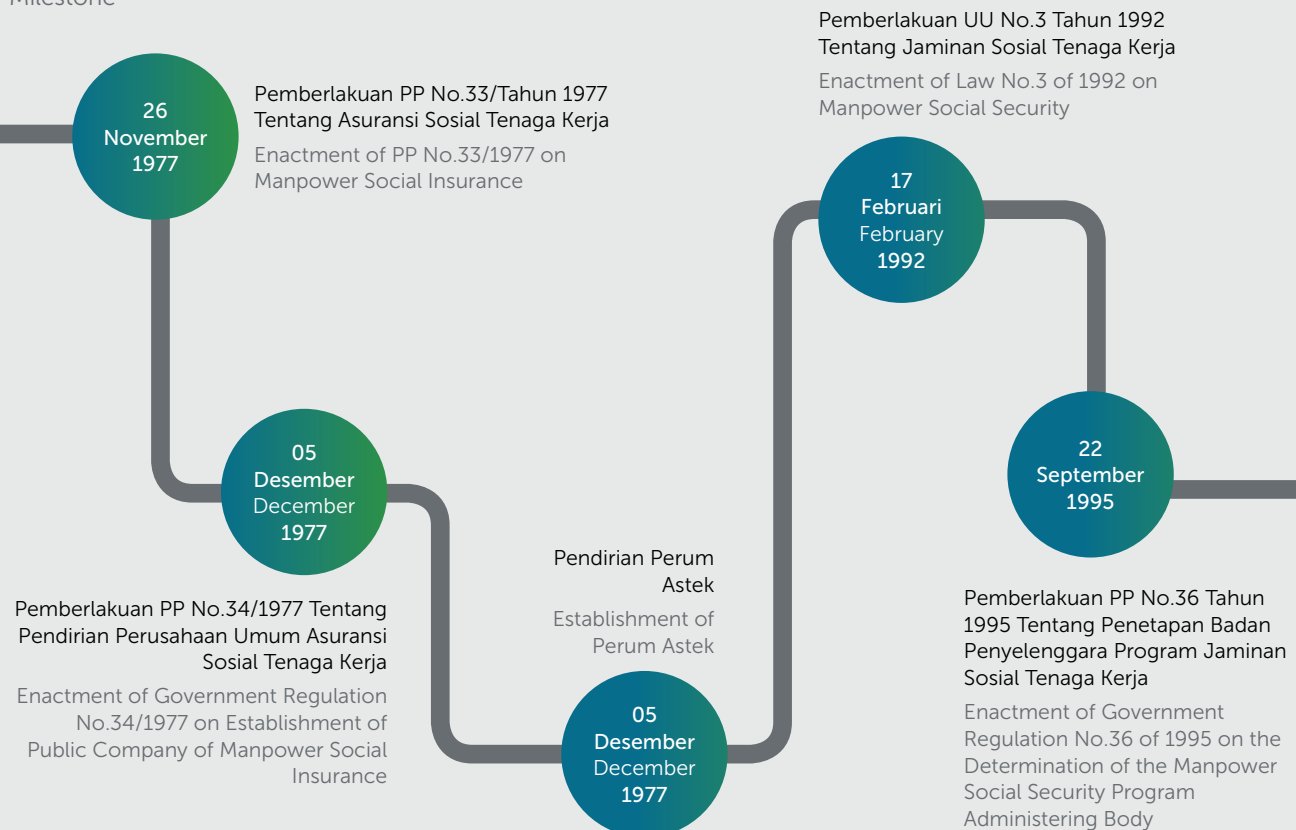 Milestone
26
November
1977
Pemberlakuan PP No.33/Tahun 1977
Tentang Asuransi Sosial Tenaga Kerja
Enactment of PP No.33/1977 on
Manpower Social Insurance
05
Desember
December
1977
Pemberlakuan PP No.34/1977 Tentang
Pendirian Perusahaan Umum Asuransi
Sosial Tenaga Kerja
Enactment of Government Regulation
No.34/1977 on Establishment of
Public Company of Manpower Social
Insurance
Pendirian Perum
Astek
Establishment of
Perum Astek
05
Desember
December
1977
Pemberlakuan UU No.3 Tahun 1992
Tentang Jaminan Sosial Tenaga Kerja
Enactment of Law No.3 of 1992 on
Manpower Social Security
17
Februari
February
1992
22
September
1995
Pemberlakuan PP No.36 Tahun
1995 Tentang Penetapan Badan
Penyelenggara Program Jaminan
Sosial Tenaga Kerja
Enactment of Government
Regulation No.36 of 1995 on the
Determination of the Manpower
Social Security Program
Administering Body